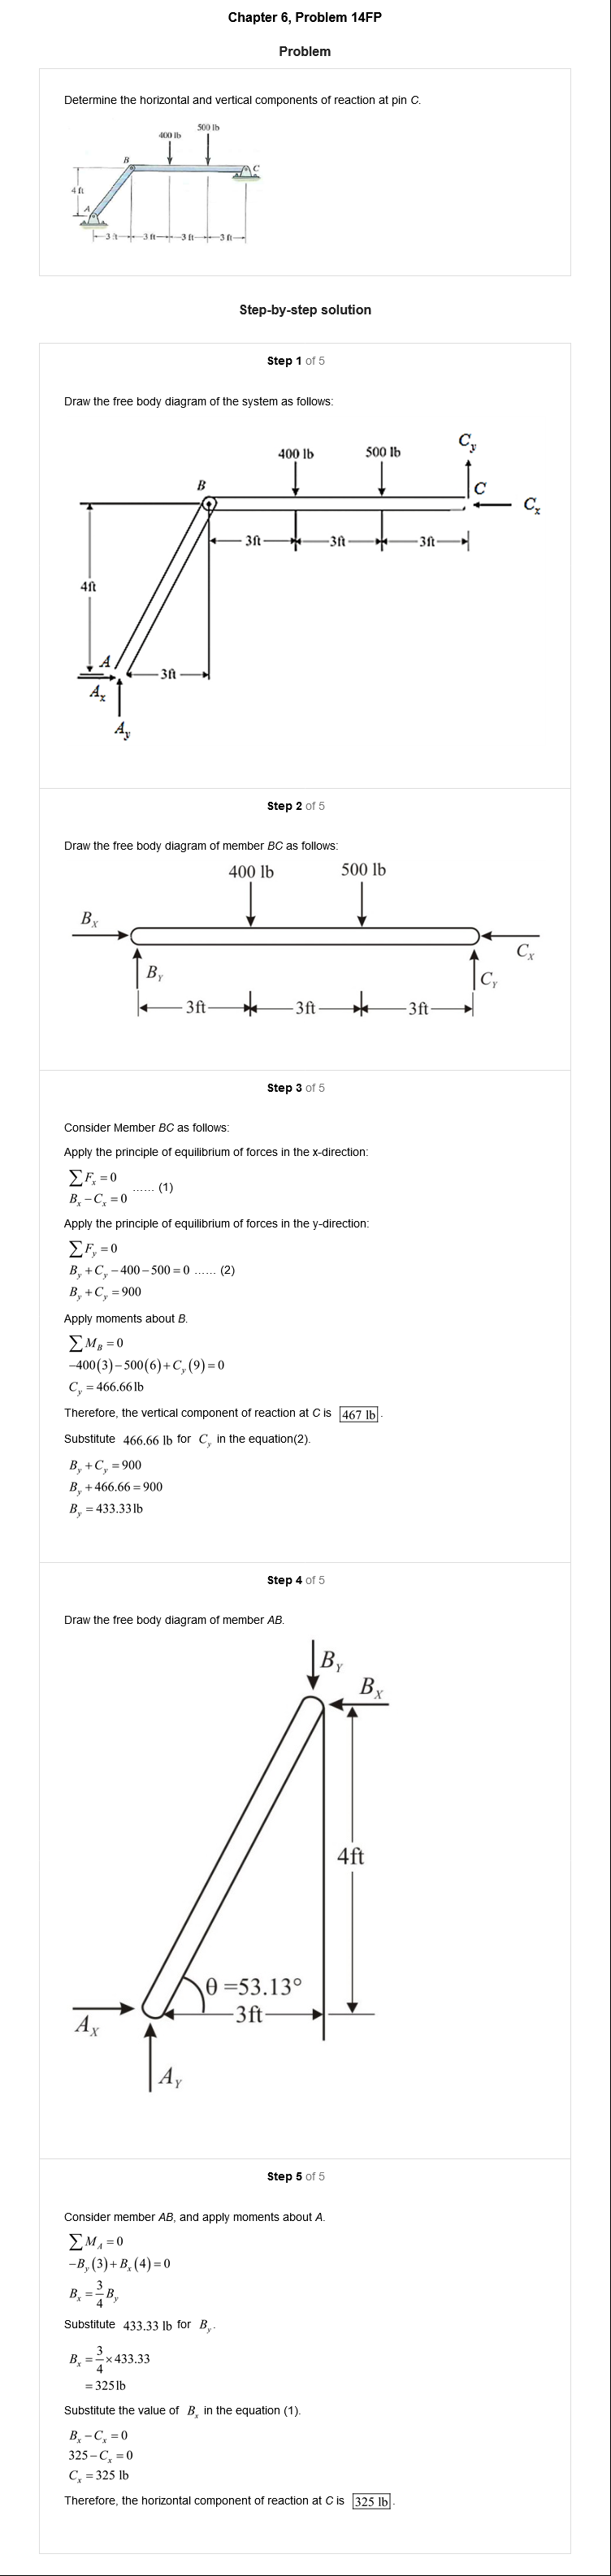 Chapter 6, Problem 14FP
Problem
Determine the horizontal and vertical components of reaction at pin C.
500 lb
400 lb
B
C
4 ft
A
3 ft 3 ft 3 ft 3 ft
Step-by-step solution
Step 1 of 5
Draw the free body diagram of the system as follows:
C_y
400 lb 500 lb
B
C
C_x
3ft 3ft 3ft
4ft
A
3ft
A_x
A_y
Step 2 of 5
Draw the free body diagram of member BC as follows:
400 lb 500 lb
B_X
C_X
B_Y C_Y
3ft 3ft 3ft
Step 3 of 5
Consider Member BC as follows:
Apply the principle of equilibrium of forces in the x-direction:
∑F_x = 0
B_x − C_x = 0 ...... (1)
Apply the principle of equilibrium of forces in the y-direction:
∑F_y = 0
B_y + C_y − 400 − 500 = 0 ...... (2)
B_y + C_y = 900
Apply moments about B.
∑M_B = 0
−400(3) − 500(6) + C_y(9) = 0
C_y = 466.66 lb
Therefore, the vertical component of reaction at C is 467 lb.
Substitute 466.66 lb for C_y in the equation(2).
B_y + C_y = 900
B_y + 466.66 = 900
B_y = 433.33 lb
Step 4 of 5
Draw the free body diagram of member AB.
B_Y
B_X
4ft
θ =53.13°
3ft
A_X
A_Y
Step 5 of 5
Consider member AB, and apply moments about A.
∑M_A = 0
−B_y(3) + B_x(4) = 0
B_x = 3/4 B_y
Substitute 433.33 lb for B_y.
B_x = 3/4 × 433.33
= 325 lb
Substitute the value of B_x in the equation (1).
B_x − C_x = 0
325 − C_x = 0
C_x = 325 lb
Therefore, the horizontal component of reaction at C is 325 lb.